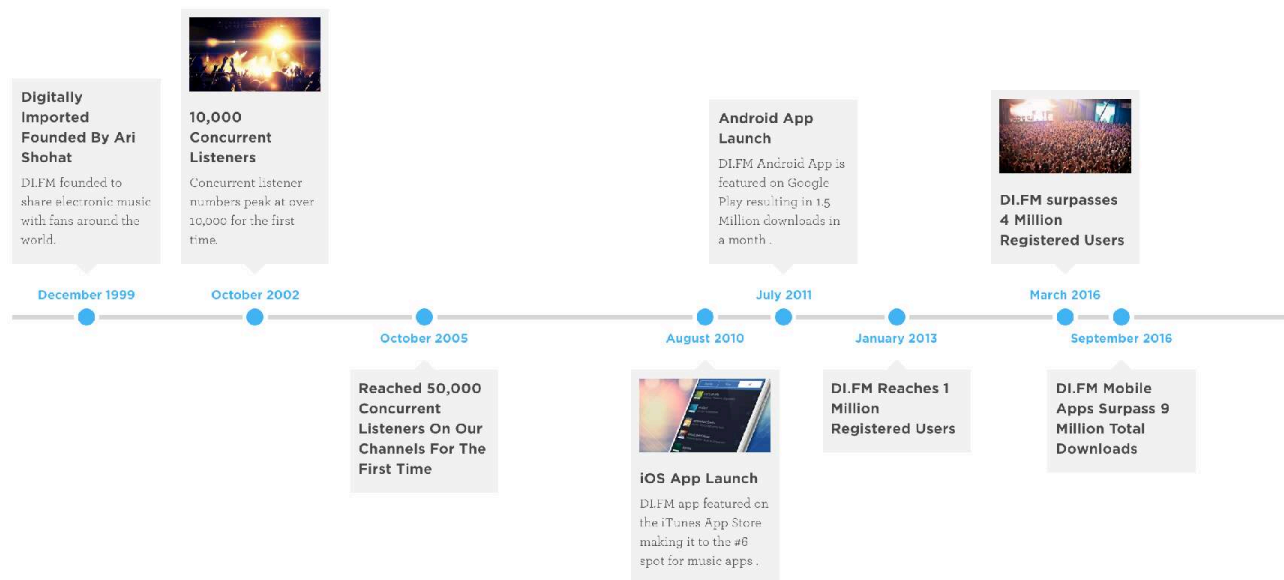 Digitally
Imported
Founded By Ari
Shohat
DI.FM founded to
share electronic music
with fans around the
world.
December 1999
10,000
Concurrent
Listeners
Concurrent listener
numbers peak at over
10,000 for the first
time.
October 2002
October 2005
Reached 50,000
Concurrent
Listeners On Our
Channels For The
First Time
August 2010
iOS App Launch
DI.FM app featured on
the iTunes App Store
making it to the #6
spot for music apps .
Android App
Launch
DI.FM Android App is
featured on Google
Play resulting in 1.5
Million downloads in
a month .
July 2011
January 2013
DI.FM Reaches 1
Million
Registered Users
DI.FM surpasses
4 Million
Registered Users
March 2016
September 2016
DI.FM Mobile
Apps Surpass 9
Million Total
Downloads